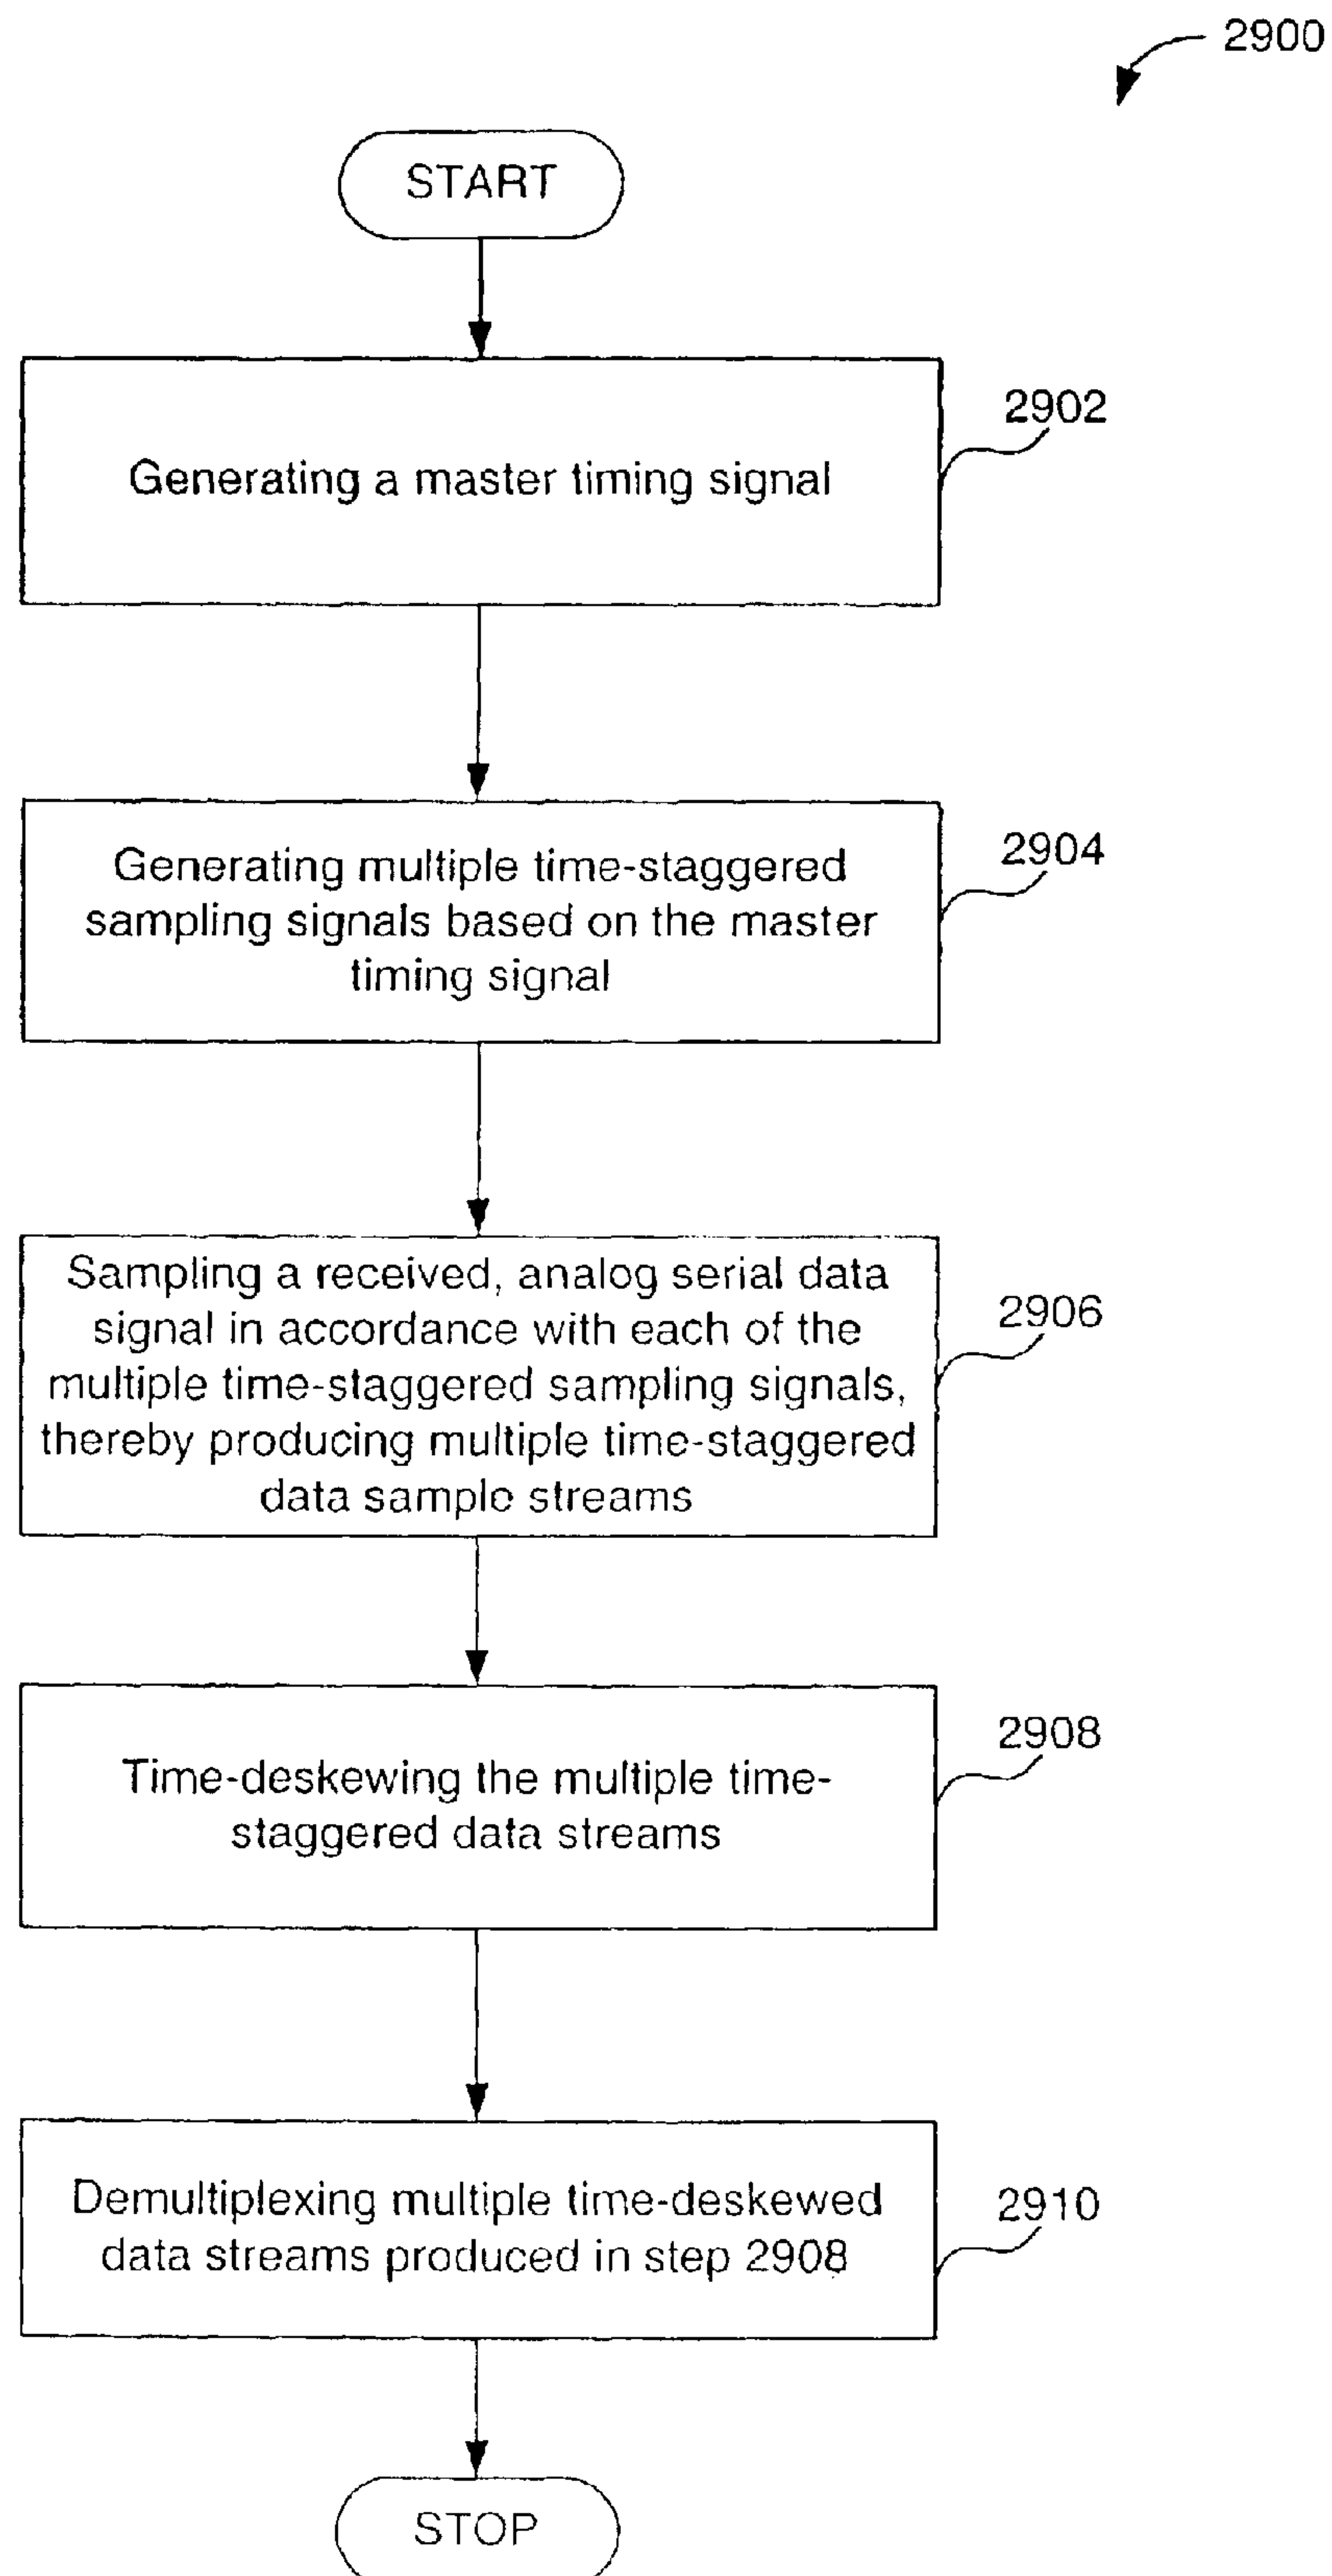 2900
START
Generating a master timing signal
2902
Generating multiple time-staggered
sampling signals based on the master
timing signal
2904
Sampling a received, analog serial data
signal in accordance with each of the
multiple time-staggered sampling signals,
thereby producing multiple time-staggered
data sample streams
2906
Time-deskewing the multiple time-
staggered data streams
2908
Demultiplexing multiple time-deskewed
data streams produced in step 2908
2910
STOP